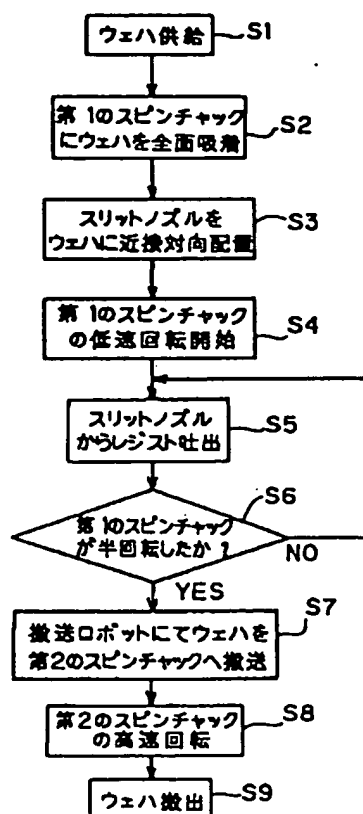 ウェハ供給
S1
第1のスピンチャック
にウェハを全面吸着
S2
スリットノズルを
ウェハに近接対向配置
S3
第1のスピンチャック
の低速回転開始
S4
スリットノズル
からレジスト吐出
S5
第1のスピンチャック
が半回転したか?
S6
NO
YES
搬送ロボットにてウェハを
第2のスピンチャックへ搬送
S7
第2のスピンチャック
の高速回転
S8
ウェハ搬出
S9